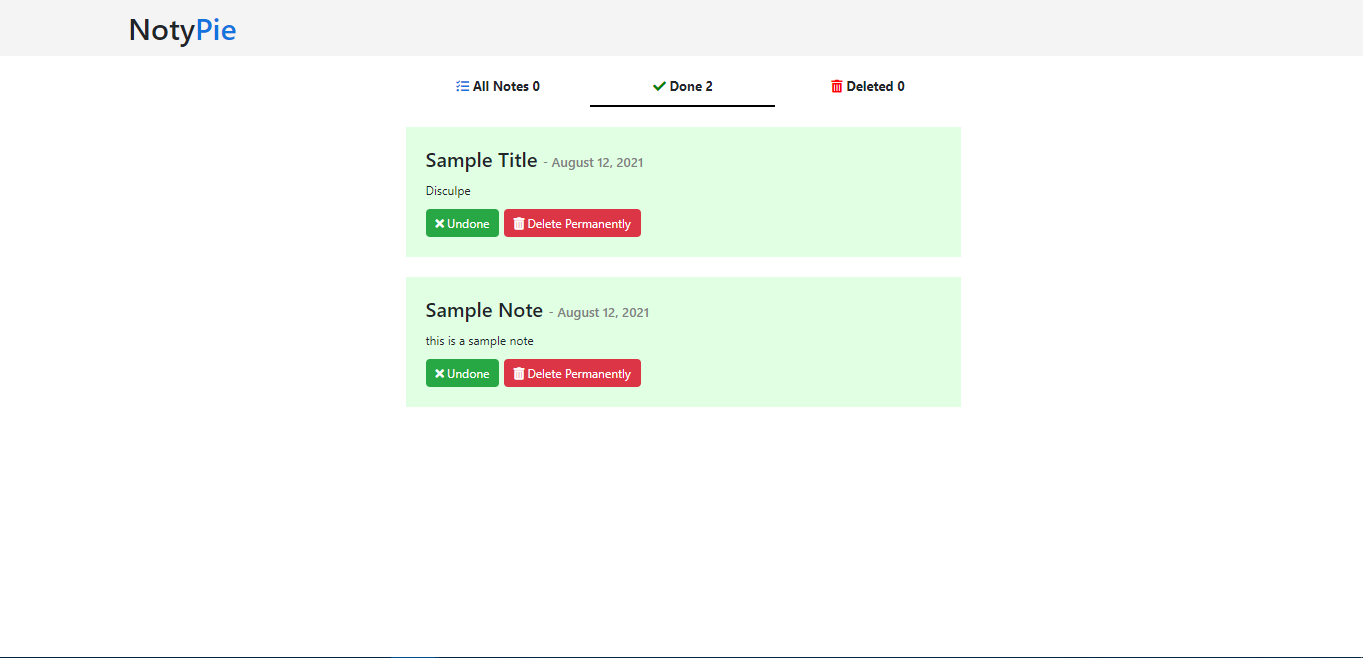 NotyPie
All Notes 0 Done 2 Deleted 0
Sample Title - August 12, 2021
Disculpe
Undone Delete Permanently
Sample Note - August 12, 2021
this is a sample note
Undone Delete Permanently